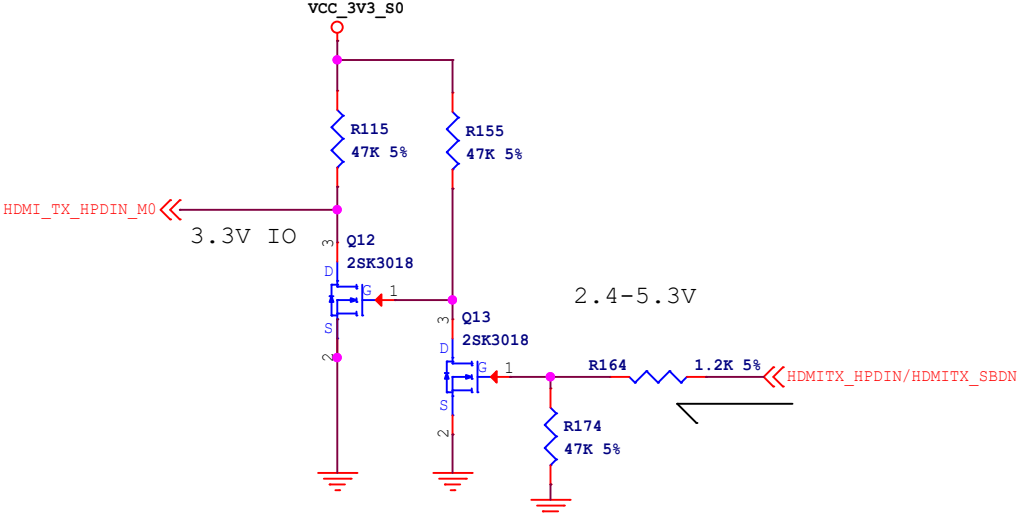 VCC_3V3_S0
R115
47K 5%
R155
47K 5%
HDMI_TX_HPDIN_M0
3.3V IO
3
Q12
2SK3018
D
G
1
S
2
2.4-5.3V
3
Q13
2SK3018
D
G
1
S
2
R164
1.2K 5%
HDMITX_HPDIN/HDMITX_SBDN
R174
47K 5%